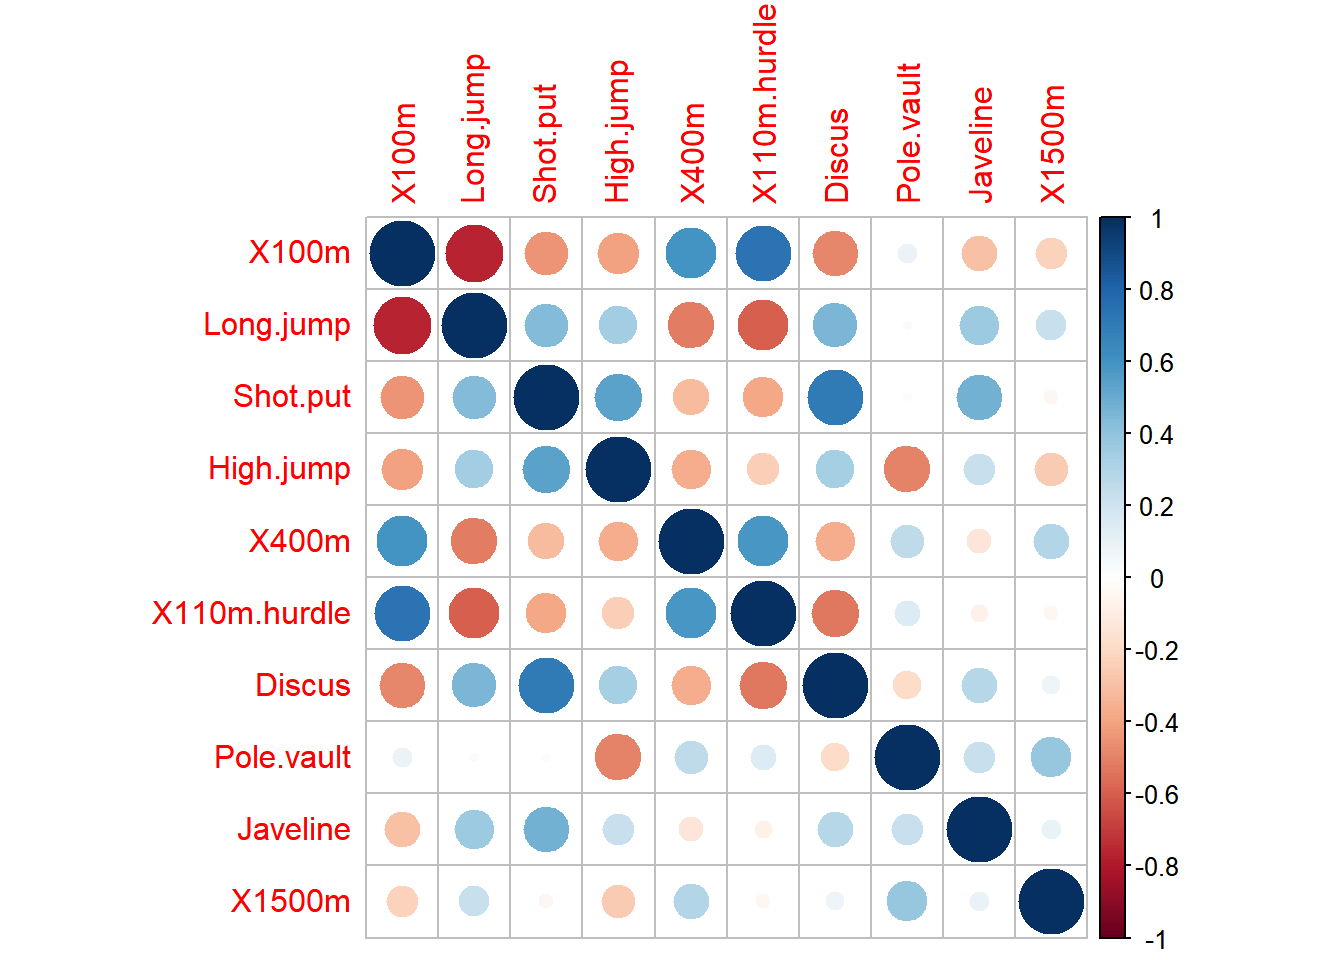 X100m
Long.jump
Shot.put
High.jump
X400m
X110m.hurdle
Discus
Pole.vault
Javeline
X1500m
X100m
Long.jump
Shot.put
High.jump
X400m
X110m.hurdle
Discus
Pole.vault
Javeline
X1500m
1
0.8
0.6
0.4
0.2
0
-0.2
-0.4
-0.6
-0.8
-1